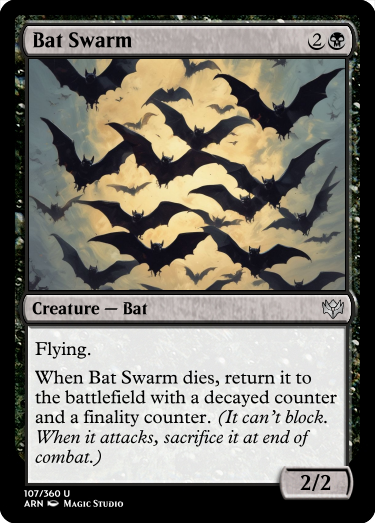 Bat Swarm 2
Creature — Bat
Flying.
When Bat Swarm dies, return it to
the battlefield with a decayed counter
and a finality counter. (It can't block.
When it attacks, sacrifice it at end of
combat.)
2/2
107/360 U
ARN Magic Studio